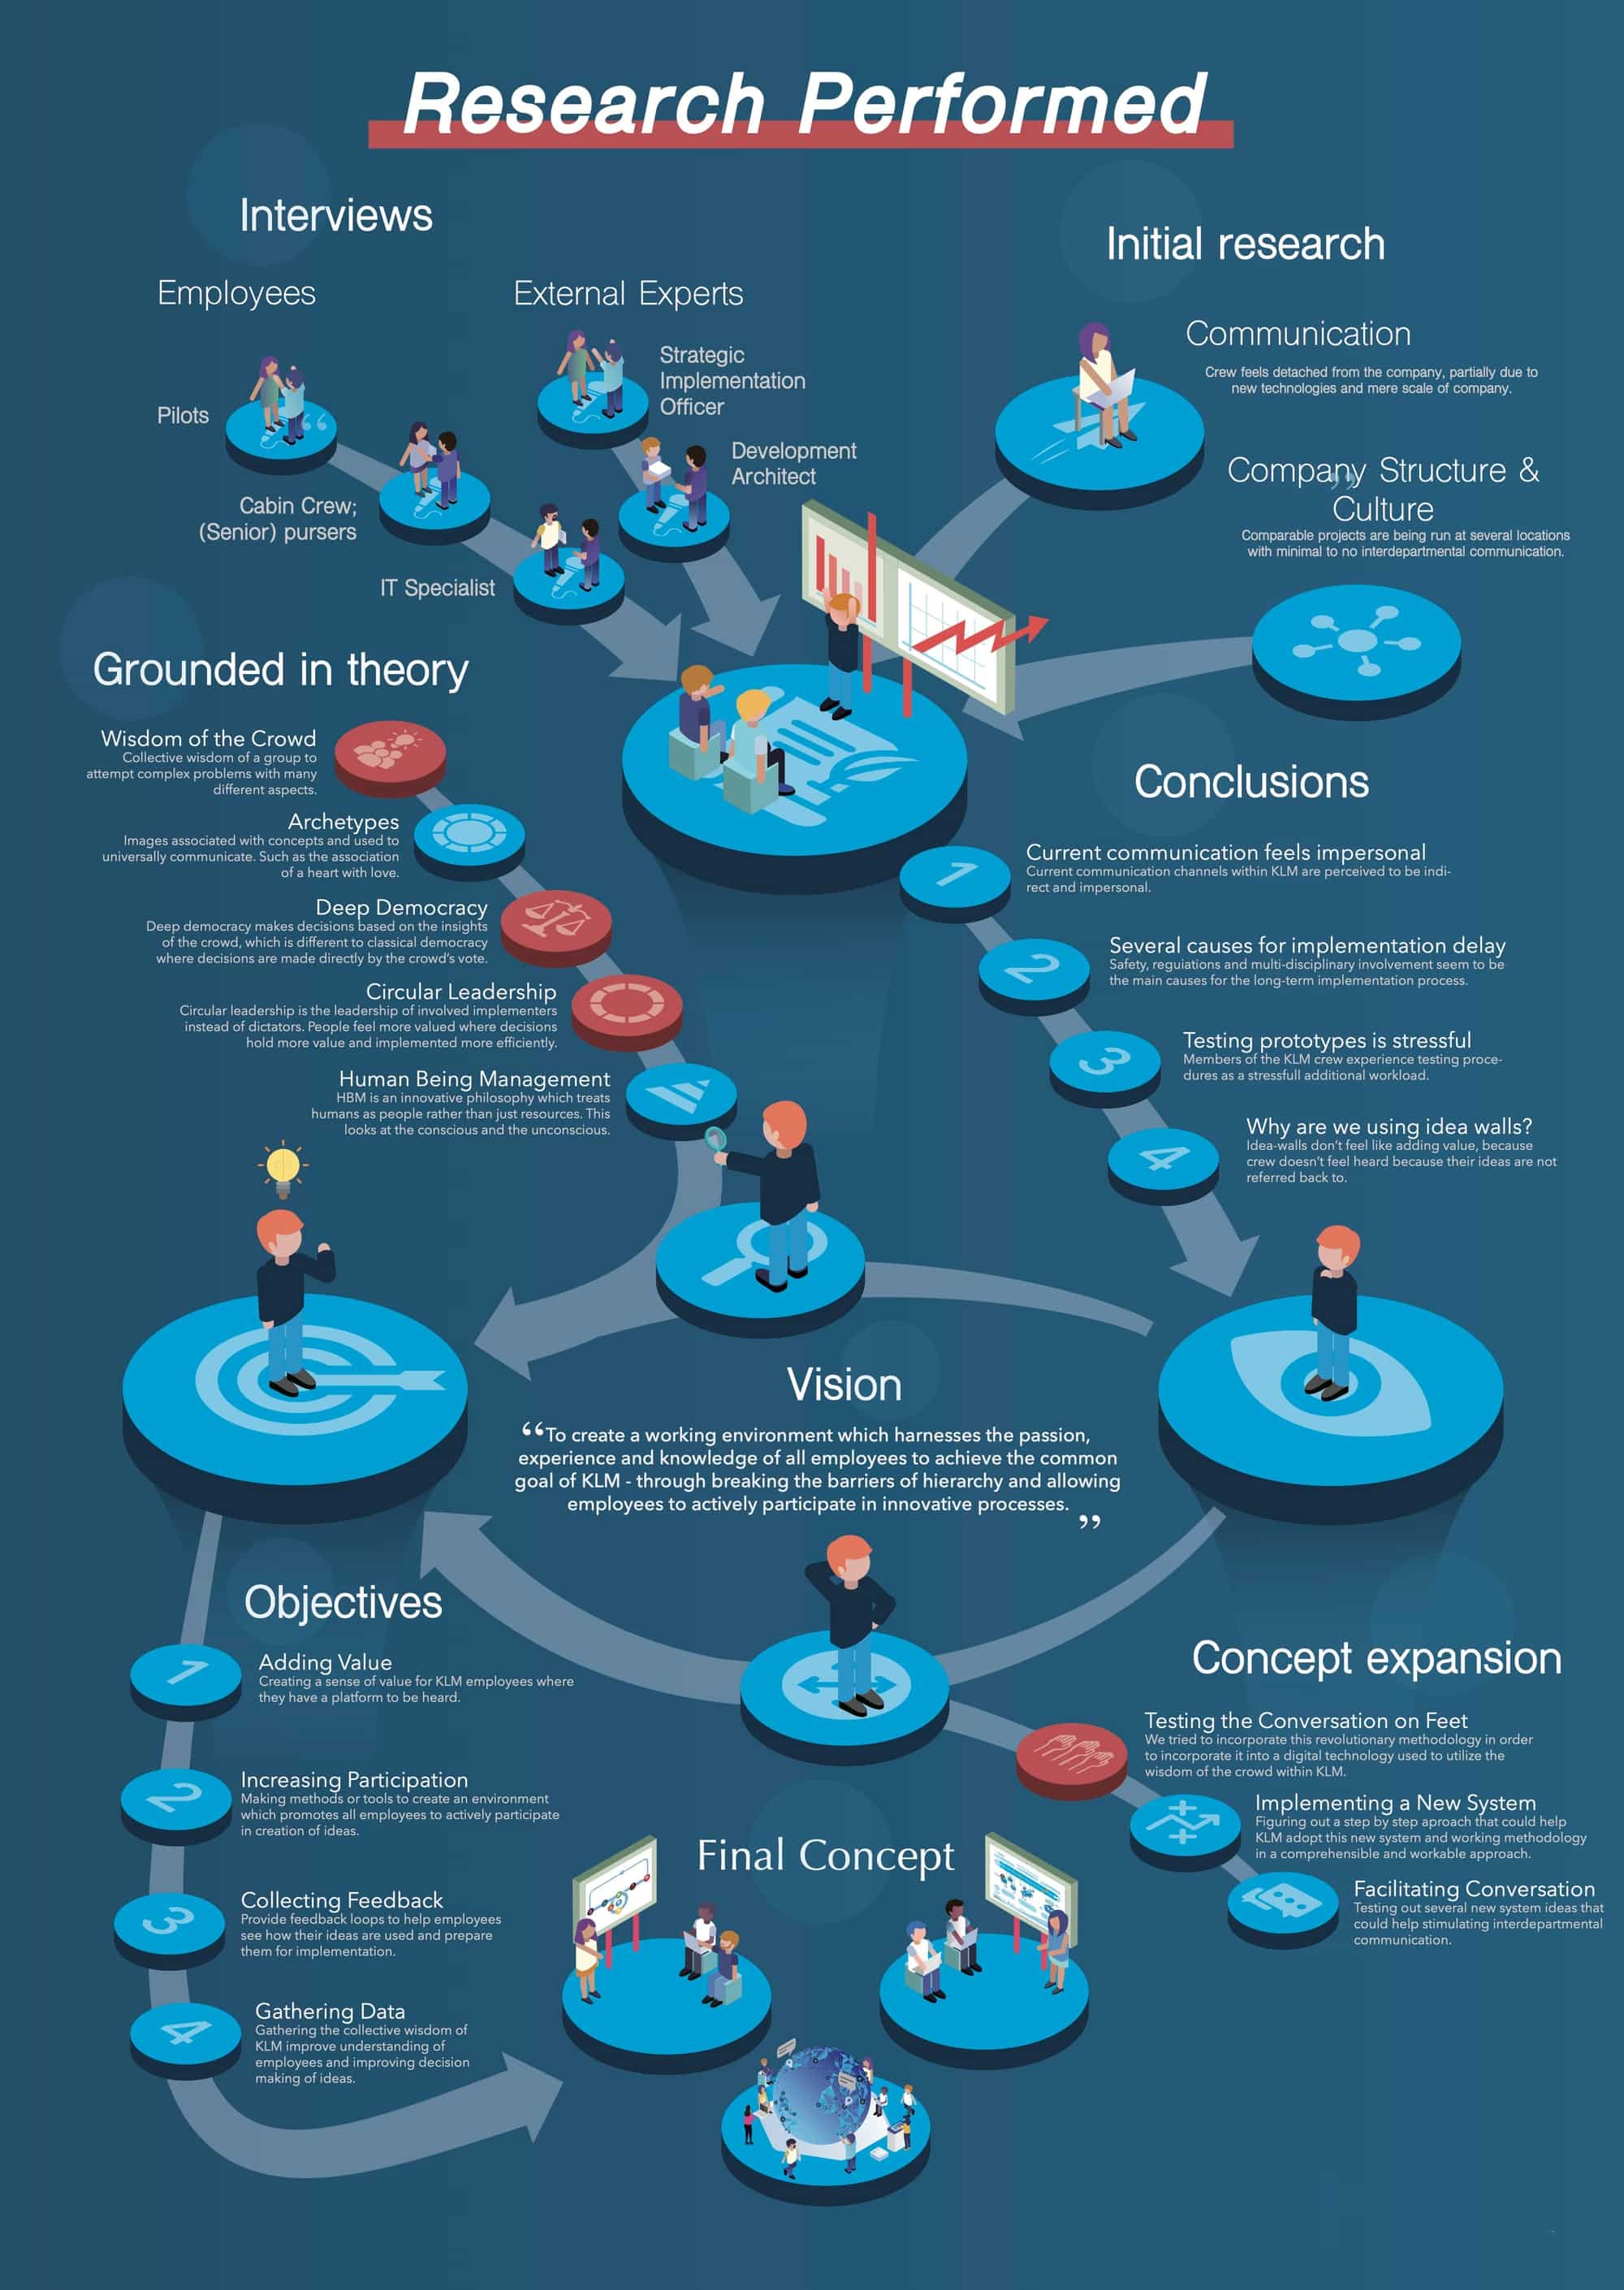 Research Performed
Interviews
Employees
Pilots
Cabin Crew;
(Senior) pursers
IT Specialist
External Experts
Strategic
Implementation
Officer
Development
Architect
Initial research
Communication
Crew feels detached from the company, partially due to
new technologies and mere scale of company.
Company Structure &
Culture
Comparable projects are being run at several locations
with minimal to no interdepartmental communication.
Grounded in theory
Wisdom of the Crowd
Collective wisdom of a group to
attempt complex problems with many
different aspects.
Archetypes
Images associated with concepts and used to
universally communicate. Such as the association
of a heart with love.
Deep Democracy
Deep democracy makes decisions based on the insights
of the crowd, which is different to classical democracy
where decisions are made directly by the crowd's vote.
Circular Leadership
Circular leadership is the leadership of involved implementers
instead of dictators. People feel more valued where decisions
hold more value and implemented more efficiently.
Human Being Management
HBM is an innovative philosophy which treats
humans as people rather than just resources. This
looks at the conscious and the unconscious.
Conclusions
1
Current communication feels impersonal
Current communication channels within KLM are perceived to be indi-
rect and impersonal.
2
Several causes for implementation delay
Safety, reguiations and multi-disciplinary involvement seem to be
the main causes for the long-term implementation process.
3
Testing prototypes is stressful
Members of the KLM crew experience testing proce-
dures as a stressfull additional workload.
4
Why are we using idea walls?
Idea-walls don't feel like adding value, because
crew doesn't feel heard because their ideas are not
referred back to.
Vision
“To create a working environment which harnesses the passion,
experience and knowledge of all employees to achieve the common
goal of KLM - through breaking the barriers of hierarchy and allowing
employees to actively participate in innovative processes.
”
Objectives
1
Adding Value
Creating a sense of value for KLM employees where
they have a platform to be heard.
2
Increasing Participation
Making methods or tools to create an environment
which promotes all employees to actively participate
in creation of ideas.
3
Collecting Feedback
Provide feedback loops to help employees
see how their ideas are used and prepare
them for implementation.
4
Gathering Data
Gathering the collective wisdom of
KLM improve understanding of
employees and improving decision
making of ideas.
Concept expansion
Testing the Conversation on Feet
We tried to incorporate this revolutionary methodology in order
to incorporate it into a digital technology used to utilize the
wisdom of the crowd within KLM.
Implementing a New System
Figuring out a step by step aproach that could help
KLM adopt this new system and working methodology
in a comprehensible and workable approach.
Facilitating Conversation
Testing out several new system ideas that
could help stimulating interdepartmental
communication.
Final Concept